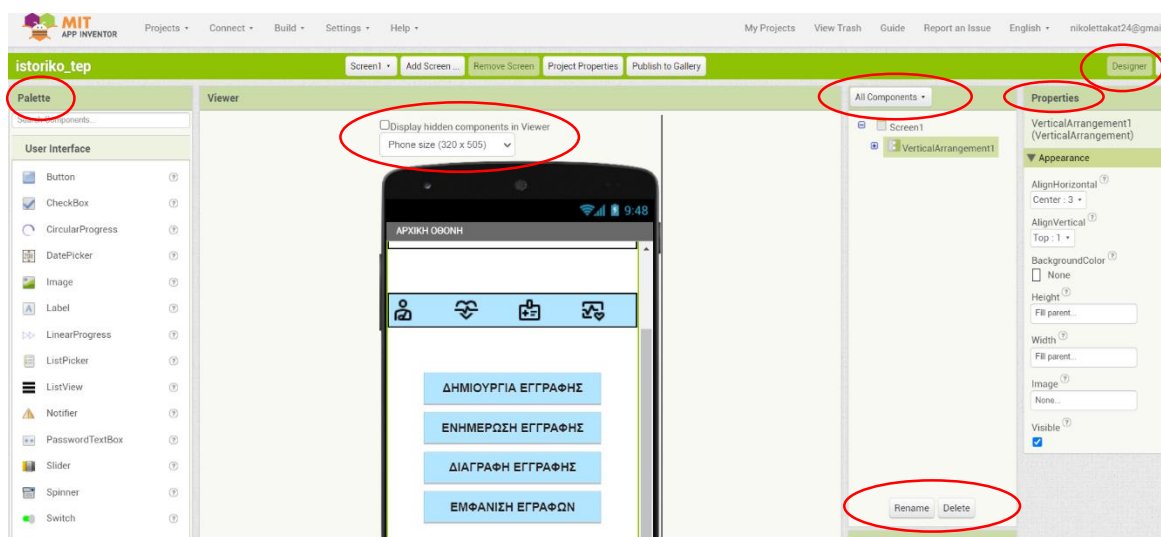 MIT
APP INVENTOR
Projects
Connect
Build
Settings
Help
My Projects
View Trash
Guide
Report an Issue
English
nikolettakat24@gmai
istoriko_tep
Screen1
Add Screen ...
Remove Screen
Project Properties
Publish to Gallery
Designer
Palette
Search Components...
User Interface
Button
CheckBox
CircularProgress
DatePicker
Image
Label
LinearProgress
ListPicker
ListView
Notifier
PasswordTextBox
Slider
Spinner
Switch
Viewer
Display hidden components in Viewer
Phone size (320 x 505)
9:48
ΑΡΧΙΚΗ ΟΘΟΝΗ
ΔΗΜΙΟΥΡΓΙΑ ΕΓΓΡΑΦΗΣ
ΕΝΗΜΕΡΩΣΗ ΕΓΓΡΑΦΗΣ
ΔΙΑΓΡΑΦΗ ΕΓΓΡΑΦΗΣ
ΕΜΦΑΝΙΣΗ ΕΓΡΑΦΩΝ
All Components
Screen1
VerticalArrangement1
Rename
Delete
Properties
VerticalArrangement1
(VerticalArrangement)
Appearance
AlignHorizontal
Center : 3
AlignVertical
Top : 1
BackgroundColor
None
Height
Fill parent...
Width
Fill parent...
Image
None...
Visible